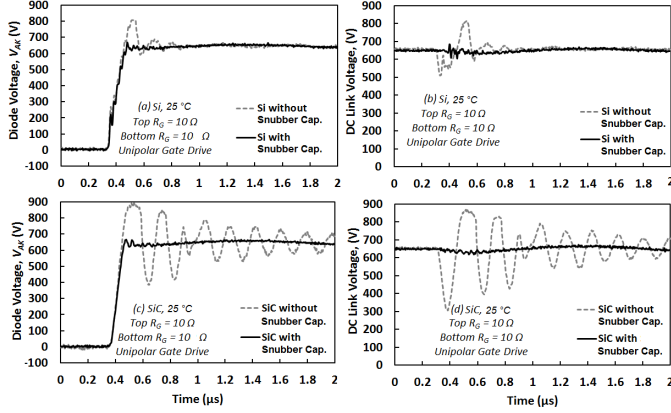 Diode Voltage, V_AK (V)
900
800
700
600
500
400
300
200
100
0
-100
(a) Si, 25 °C
Top R_G = 10 Ω
Bottom R_G = 10 Ω
Unipolar Gate Drive
Si without
Snubber Cap.
Si with
Snubber Cap.
0 0.2 0.4 0.6 0.8 1 1.2 1.4 1.6 1.8 2
DC Link Voltage, (V)
900
800
700
600
500
400
300
200
100
0
(b) Si, 25 °C
Top R_G = 10 Ω
Bottom R_G = 10 Ω
Unipolar Gate Drive
Si without
Snubber Cap.
Si with
Snubber Cap.
0 0.2 0.4 0.6 0.8 1 1.2 1.4 1.6 1.8 2
Diode Voltage, V_AK (V)
900
800
700
600
500
400
300
200
100
0
-100
(c) SiC, 25 °C
Top R_G = 10 Ω
Bottom R_G = 10 Ω
Unipolar Gate Drive
SiC without
Snubber Cap.
SiC with
Snubber Cap.
0 0.2 0.4 0.6 0.8 1 1.2 1.4 1.6 1.8 2
Time (μs)
DC Link Voltage, (V)
900
800
700
600
500
400
300
200
100
0
(d) SiC, 25 °C
Top R_G = 10 Ω
Bottom R_G = 10 Ω
Unipolar Gate Drive
SiC without
Snubber Cap.
SiC with
Snubber Cap.
0 0.2 0.4 0.6 0.8 1 1.2 1.4 1.6 1.8 2
Time (μs)